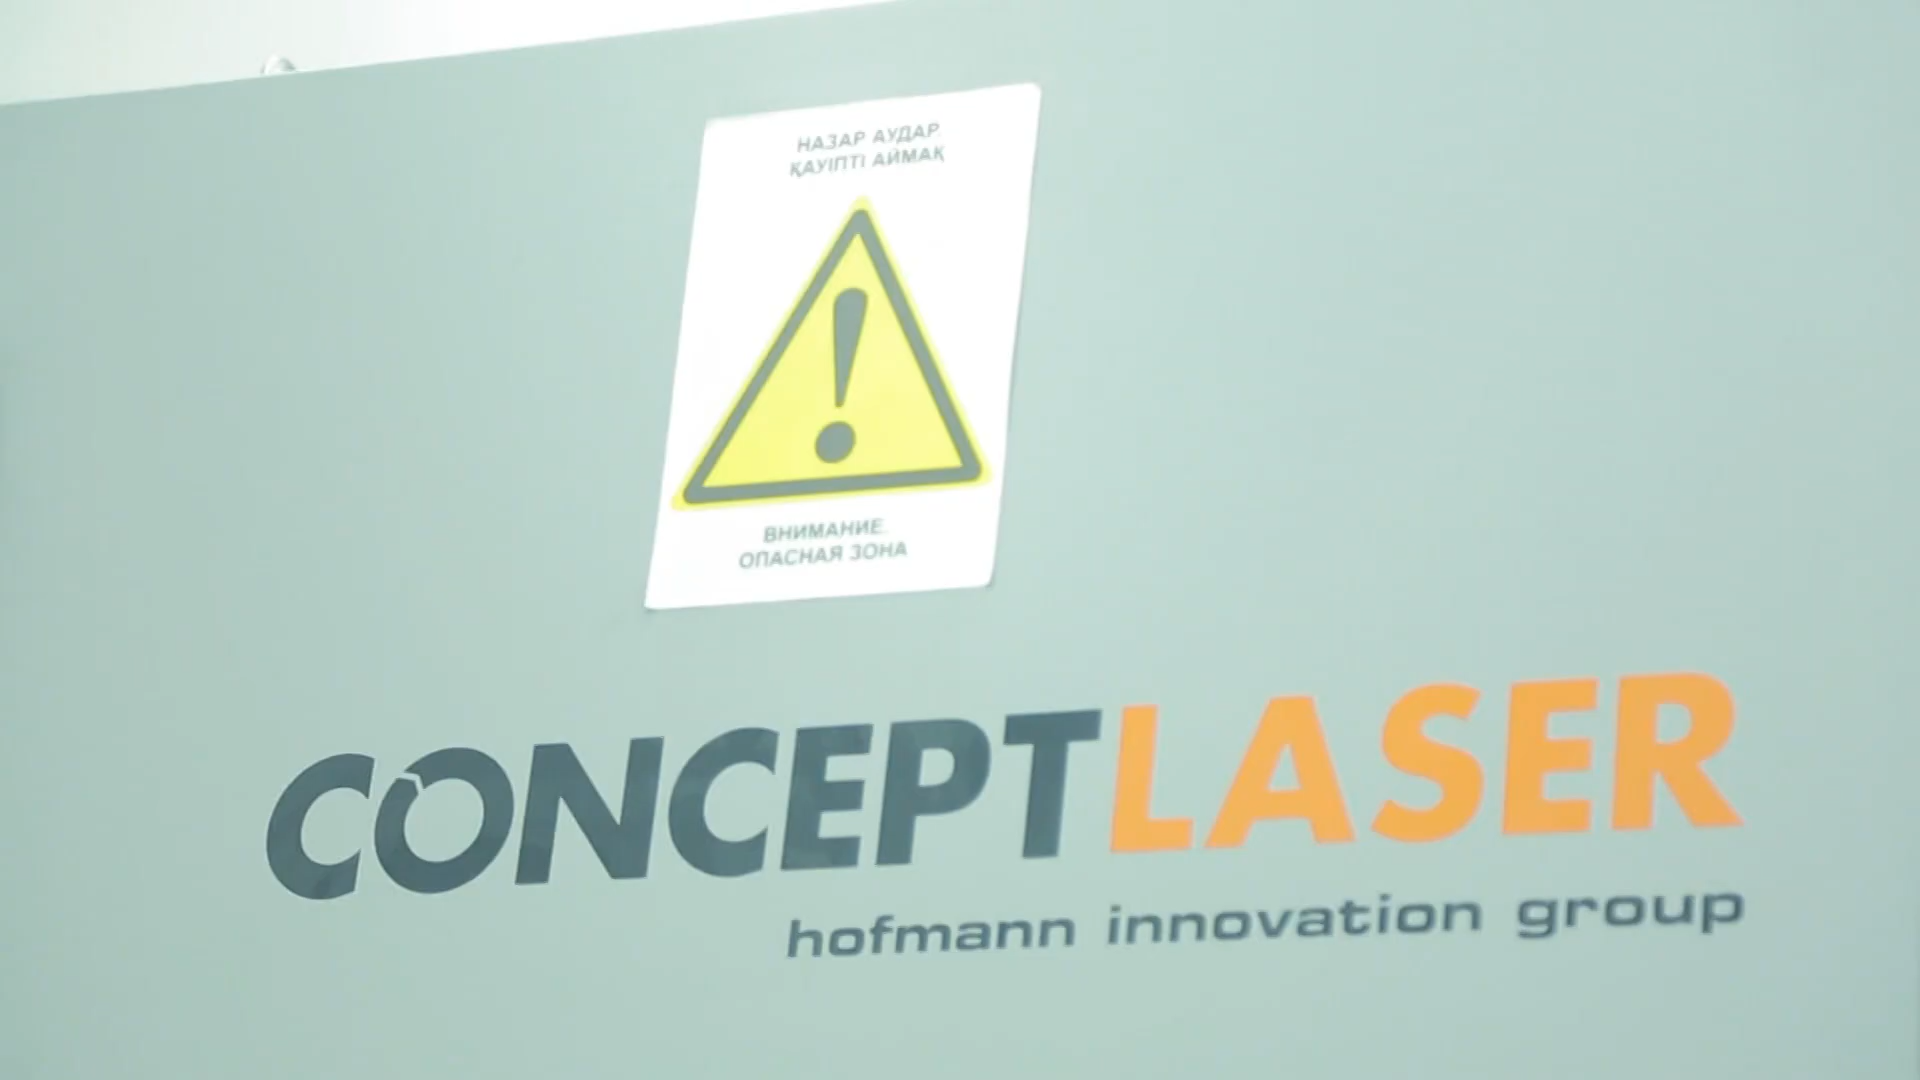 НАЗАР АУДАР.
ҚАУІПТІ АЙМАҚ
ВНИМАНИЕ.
ОПАСНАЯ ЗОНА
CONCEPTLASER
hofmann innovation group